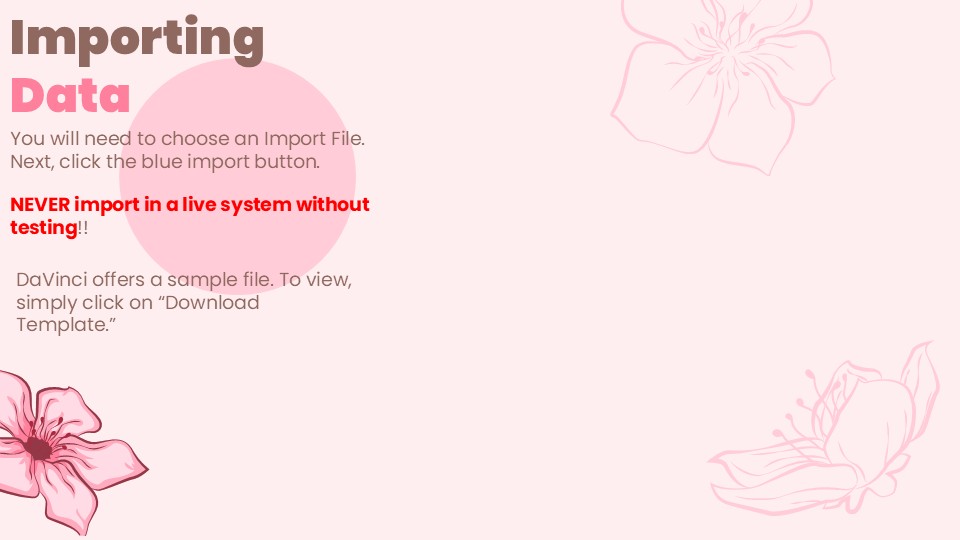 Importing
Data
You will need to choose an Import File.
Next, click the blue import button.
NEVER import in a live system without
testing!!
DaVinci offers a sample file. To view,
simply click on “Download
Template.”